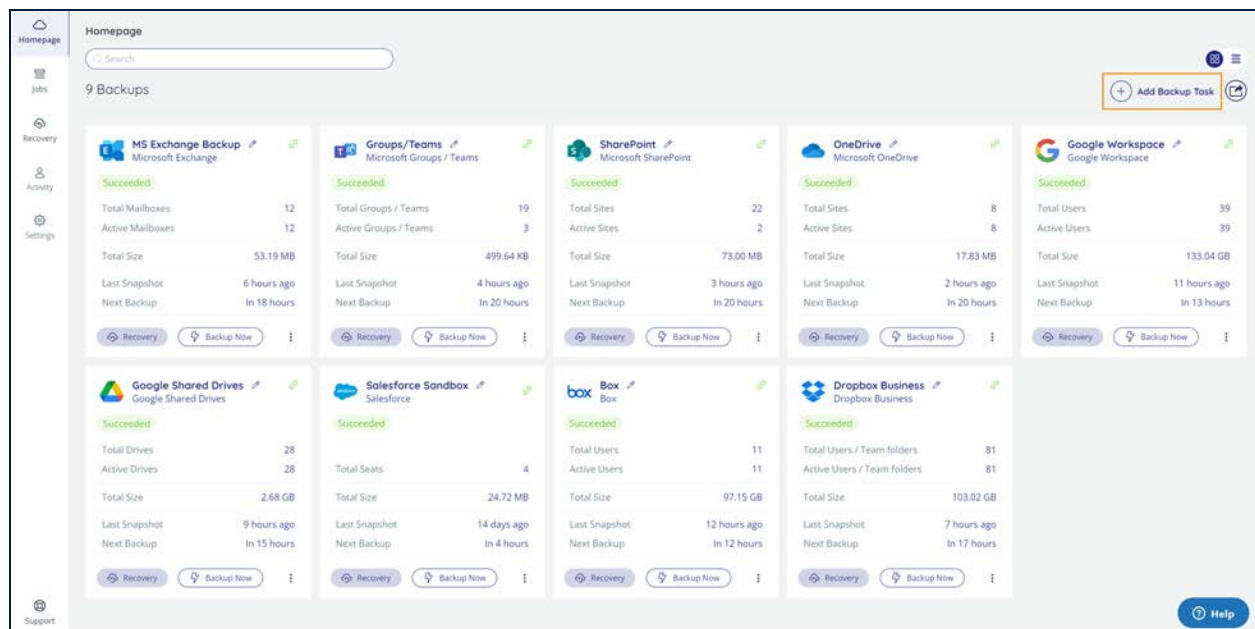 Homepage
Homepage
Search
Jobs
9 Backups
Add Backup Task
Recovery
Activity
Settings
MS Exchange Backup
Microsoft Exchange
Succeeded
Total Mailboxes 12
Active Mailboxes 12
Total Size 53.19 MB
Last Snapshot 6 hours ago
Next Backup In 18 hours
Recovery Backup Now
Groups/Teams
Microsoft Groups / Teams
Succeeded
Total Groups / Teams 19
Active Groups / Teams 3
Total Size 499.64 KB
Last Snapshot 4 hours ago
Next Backup In 20 hours
Recovery Backup Now
SharePoint
Microsoft SharePoint
Succeeded
Total Sites 22
Active Sites 2
Total Size 73.00 MB
Last Snapshot 3 hours ago
Next Backup In 20 hours
Recovery Backup Now
OneDrive
Microsoft OneDrive
Succeeded
Total Sites 8
Active Sites 8
Total Size 17.83 MB
Last Snapshot 2 hours ago
Next Backup In 20 hours
Recovery Backup Now
Google Workspace
Google Workspace
Succeeded
Total Users 39
Active Users 39
Total Size 133.04 GB
Last Snapshot 11 hours ago
Next Backup In 13 hours
Recovery Backup Now
Google Shared Drives
Google Shared Drives
Succeeded
Total Drives 28
Active Drives 28
Total Size 2.68 GB
Last Snapshot 9 hours ago
Next Backup In 15 hours
Recovery Backup Now
Salesforce Sandbox
Salesforce
Succeeded
Total Seats 4
Total Size 24.72 MB
Last Snapshot 14 days ago
Next Backup In 4 hours
Recovery Backup Now
box Box
Box
Succeeded
Total Users 11
Active Users 11
Total Size 97.15 GB
Last Snapshot 12 hours ago
Next Backup In 12 hours
Recovery Backup Now
Dropbox Business
Dropbox Business
Succeeded
Total Users / Team folders 81
Active Users / Team folders 81
Total Size 103.02 GB
Last Snapshot 7 hours ago
Next Backup In 17 hours
Recovery Backup Now
Support
Help